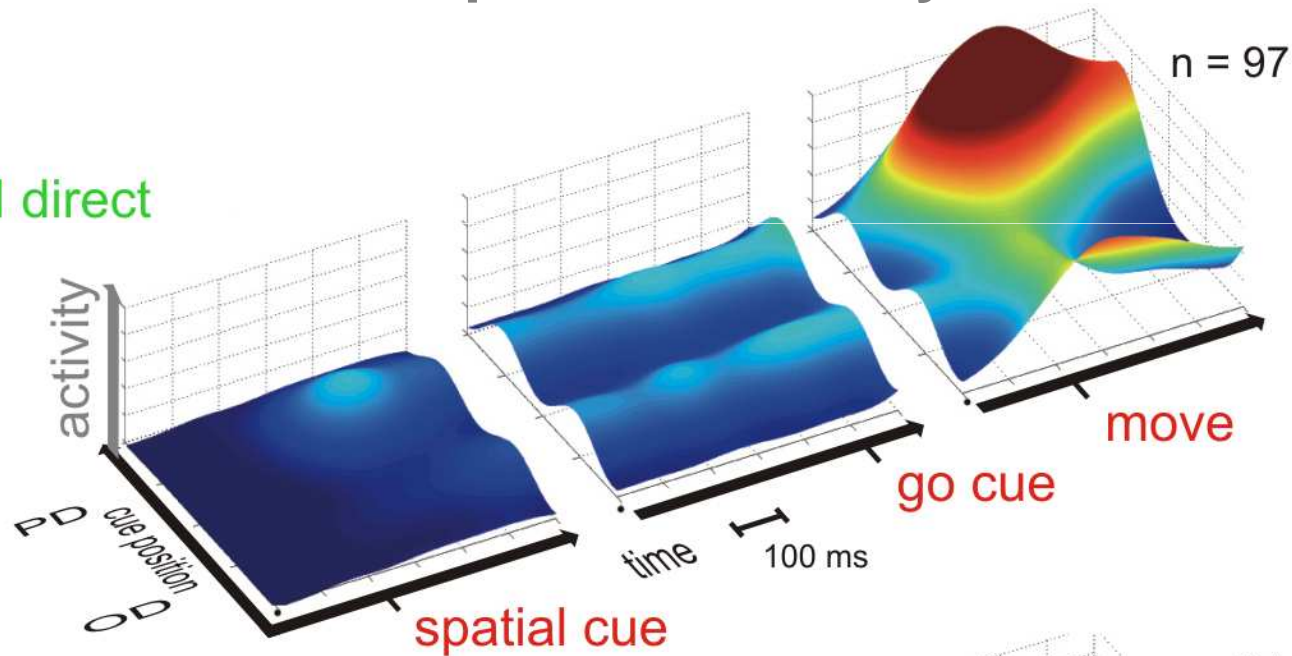 n = 97
direct
activity
PD
cue position
OD
spatial cue
time
100 ms
go cue
move